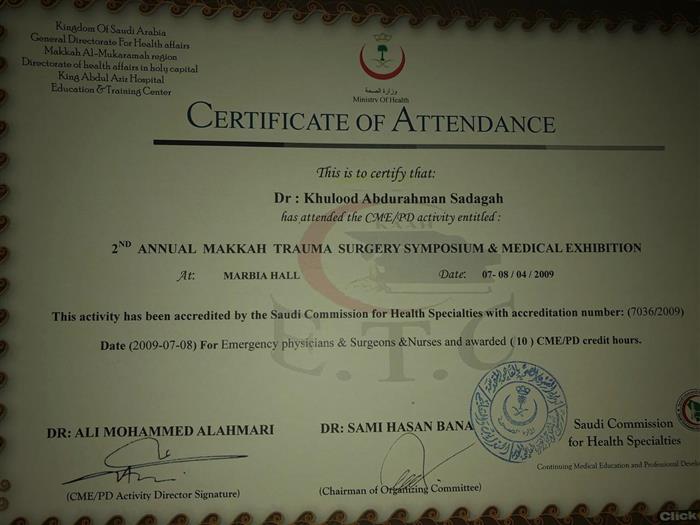 Kingdom Of Saudi Arabia
General Directorate For Health affairs
Makkah Al-Mukaramah region
Directorate of health affairs in holy capital
King Abdul Aziz Hospital
Education & Training Center
وزارة الصحة
Ministry Of Health
CERTIFICATE OF ATTENDANCE
This is to certify that:
Dr : Khulood Abdurahman Sadagah
has attended the CME/PD activity entitled :
KAAH
2ND ANNUAL MAKKAH TRAUMA SURGERY SYMPOSIUM & MEDICAL EXHIBITION
At: MARBIA HALL Date: 07- 08 / 04 / 2009
This activity has been accredited by the Saudi Commission for Health Specialties with accreditation number: (7036/2009)
Date (2009-07-08) For Emergency physicians & Surgeons &Nurses and awarded ( 10 ) CME/PD credit hours.
E.T.C
DR: ALI MOHAMMED ALAHMARI
DR: SAMI HASAN BANA
Saudi Commission
for Health Specialties
Continuing Medical Education and Professional Develo
(CME/PD Activity Director Signature)
(Chairman of Organizing Committee)
Click